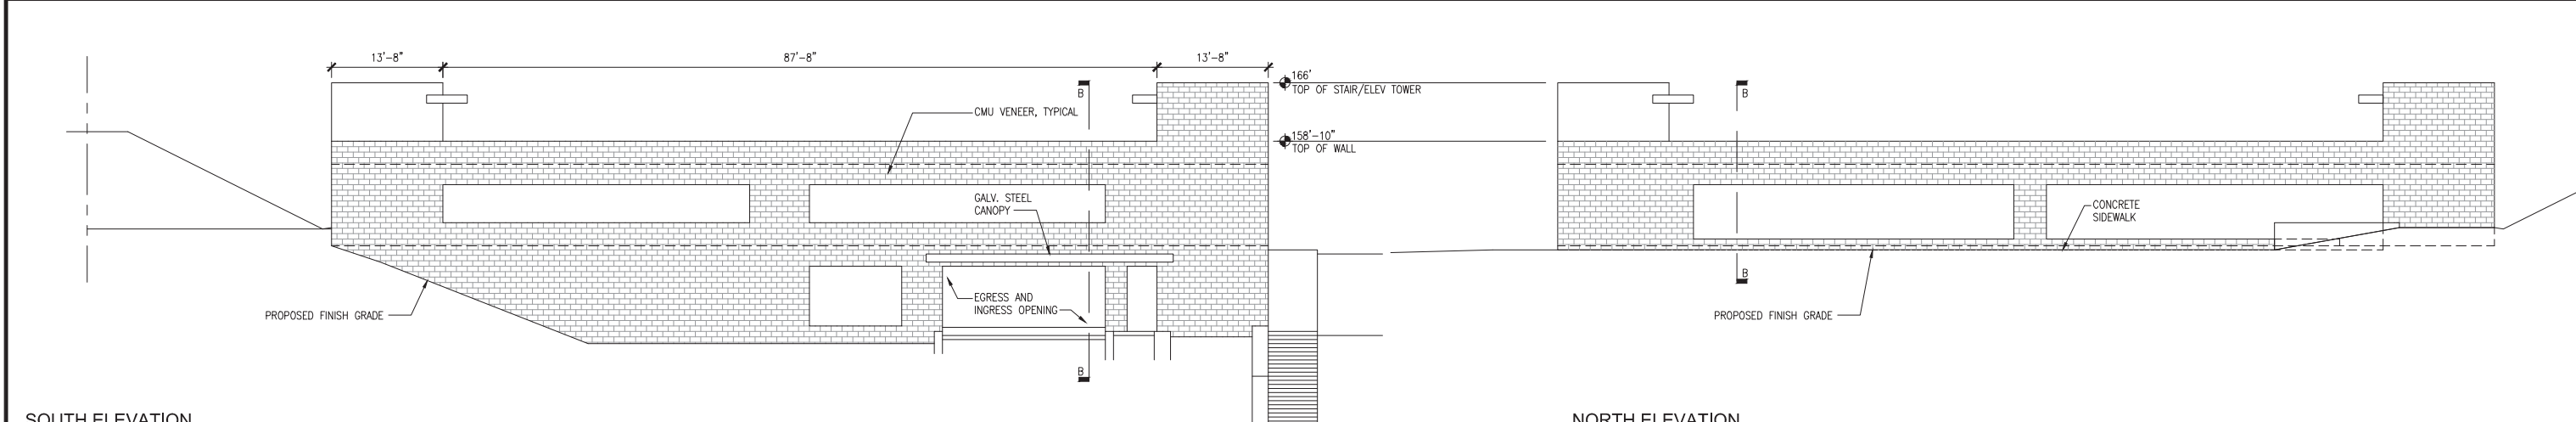 13'-8"
87'-8"
13'-8"
166'
TOP OF STAIR/ELEV TOWER
B
B
CMU VENEER, TYPICAL
158'-10"
TOP OF WALL
GALV. STEEL
CANOPY
CONCRETE
SIDEWALK
B
EGRESS AND
INGRESS OPENING
PROPOSED FINISH GRADE
PROPOSED FINISH GRADE
B
SOUTH ELEVATION
NORTH ELEVATION